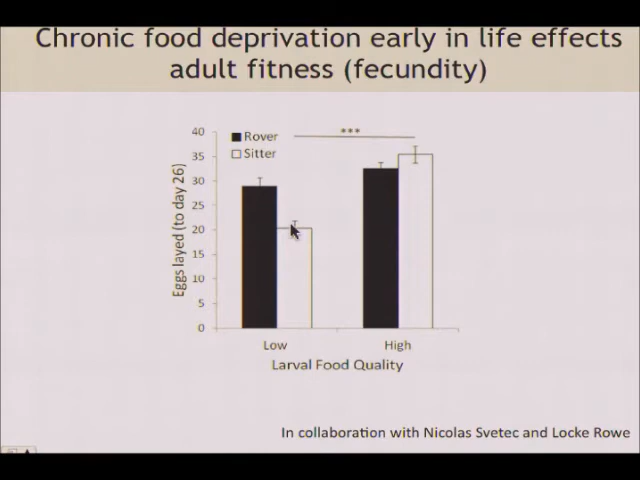 Chronic food deprivation early in life effects
adult fitness (fecundity)
***
Rover
Sitter
40
35
30
25
20
15
10
5
0
Eggs layed (to day 26)
Low
High
Larval Food Quality
In collaboration with Nicolas Svetec and Locke Rowe